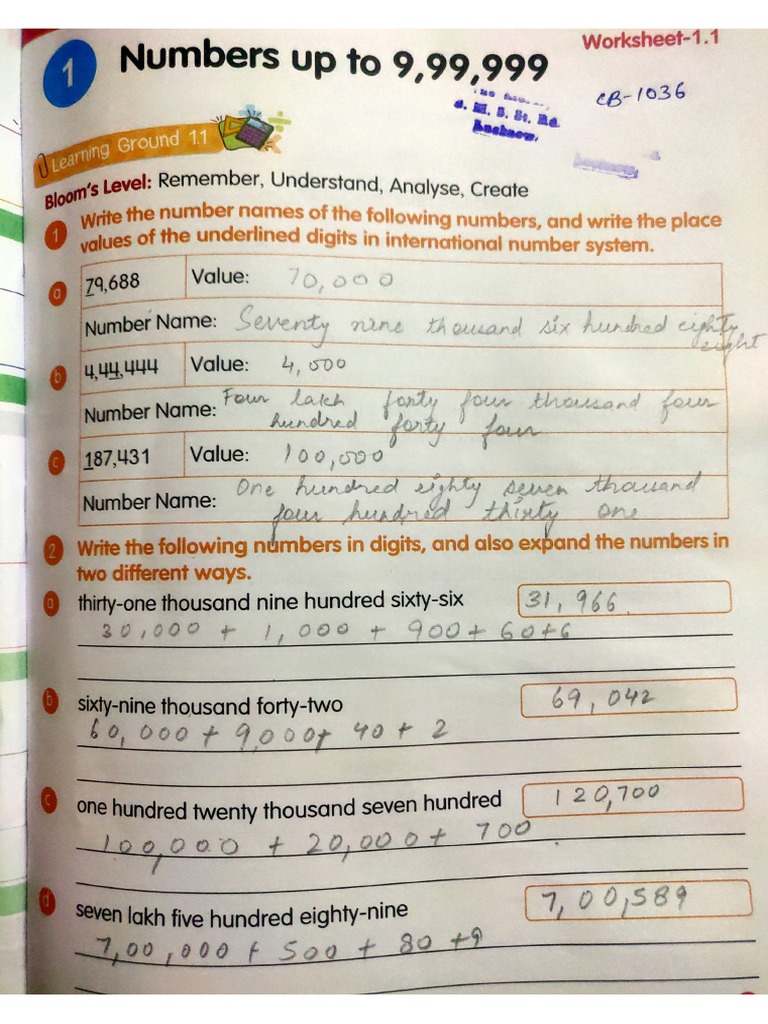 Worksheet-1.1
1 Numbers up to 9,99,999
CB-1036
Lucknow.
Learning Ground 1.1
Bloom's Level: Remember, Understand, Analyse, Create
1 Write the number names of the following numbers, and write the place
values of the underlined digits in international number system.
a 79,688 Value: 70,000
Number Name: Seventy nine thousand six hundred eighty
eight
b 4,44,444 Value: 4,000
Number Name: Four lakh forty four thousand four
hundred forty four
c 187,431 Value: 100,000
Number Name: One hundred eighty seven thousand
four hundred thirty one
2 Write the following numbers in digits, and also expand the numbers in
two different ways.
a thirty-one thousand nine hundred sixty-six 31,966.
30,000 + 1,000 + 900 + 60+6
b sixty-nine thousand forty-two 69,042
60,000 + 9,000+ 40 + 2
c one hundred twenty thousand seven hundred 120,700
100,000 + 20,000 + 700
d seven lakh five hundred eighty-nine 7,00,589
7,00,000 + 500 + 80 +9